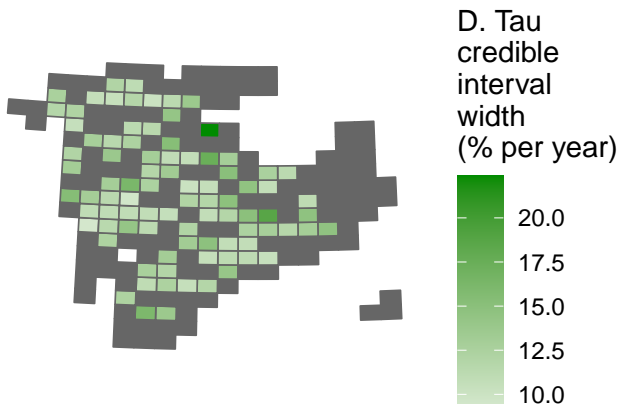 D. Tau
credible
interval
width
(% per year)
20.0
17.5
15.0
12.5
10.0